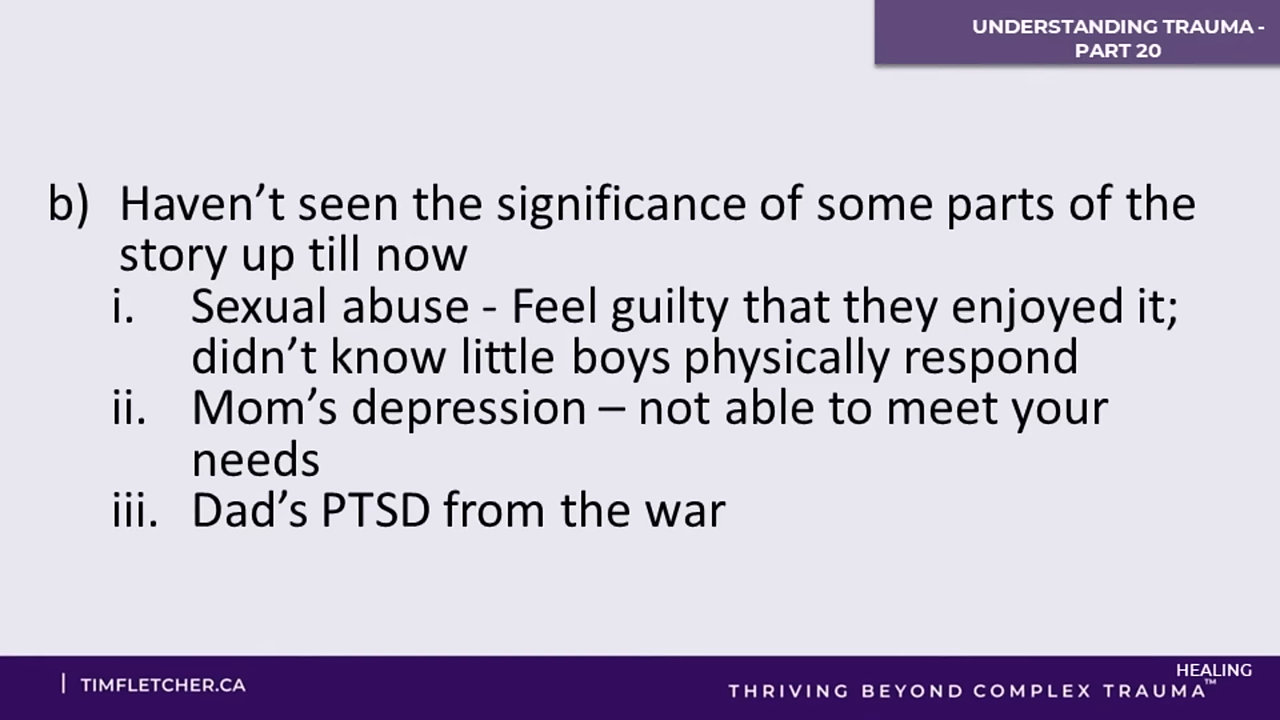 UNDERSTANDING TRAUMA -
PART 20
b) Haven’t seen the significance of some parts of the
story up till now
i. Sexual abuse - Feel guilty that they enjoyed it;
didn’t know little boys physically respond
ii. Mom’s depression – not able to meet your
needs
iii. Dad’s PTSD from the war
| TIMFLETCHER.CA
HEALING
THRIVING BEYOND COMPLEX TRAUMA™